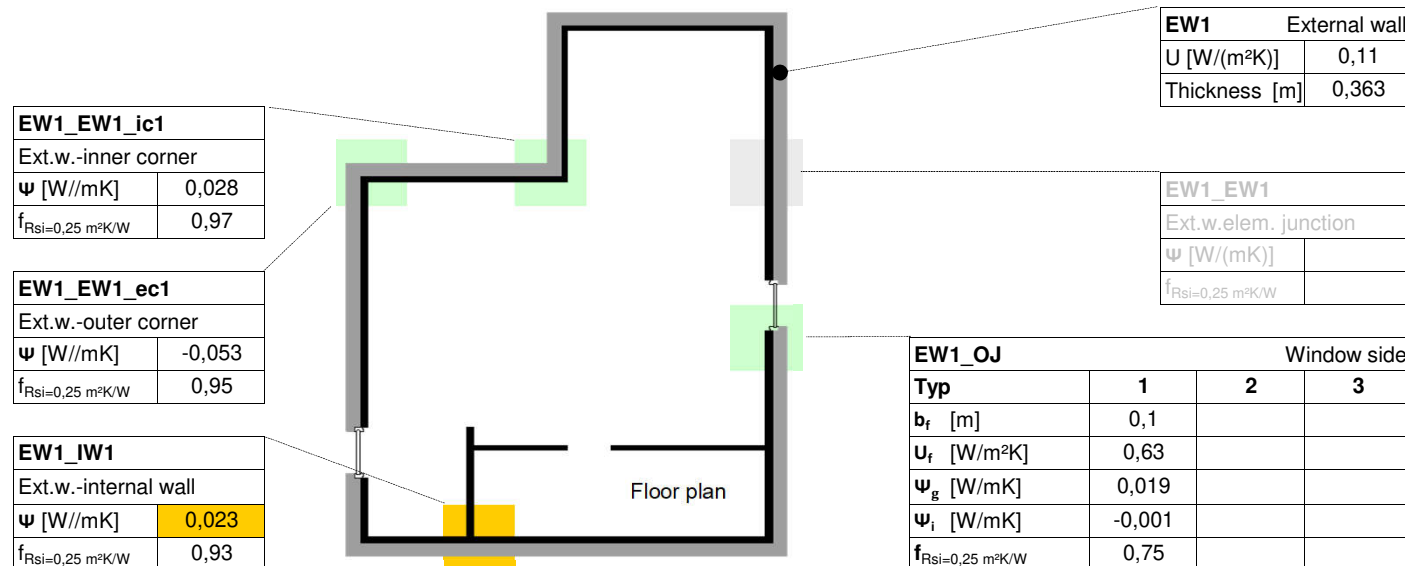 EW1 External wall
U [W/(m²K)] 0,11
Thickness [m] 0,363
EW1_EW1_ic1
Ext.w.-inner corner
Ψ [W//mK] 0,028
fRsi=0,25 m²K/W 0,97
EW1_EW1
Ext.w.elem. junction
Ψ [W/(mK)]
fRsi=0,25 m²K/W
EW1_EW1_ec1
Ext.w.-outer corner
Ψ [W//mK] -0,053
fRsi=0,25 m²K/W 0,95
EW1_OJ Window side
Typ 1 2 3
bf [m] 0,1
Uf [W/m²K] 0,63
Ψg [W/mK] 0,019
Ψi [W/mK] -0,001
fRsi=0,25 m²K/W 0,75
EW1_IW1
Ext.w.-internal wall
Ψ [W//mK] 0,023
fRsi=0,25 m²K/W 0,93
Floor plan